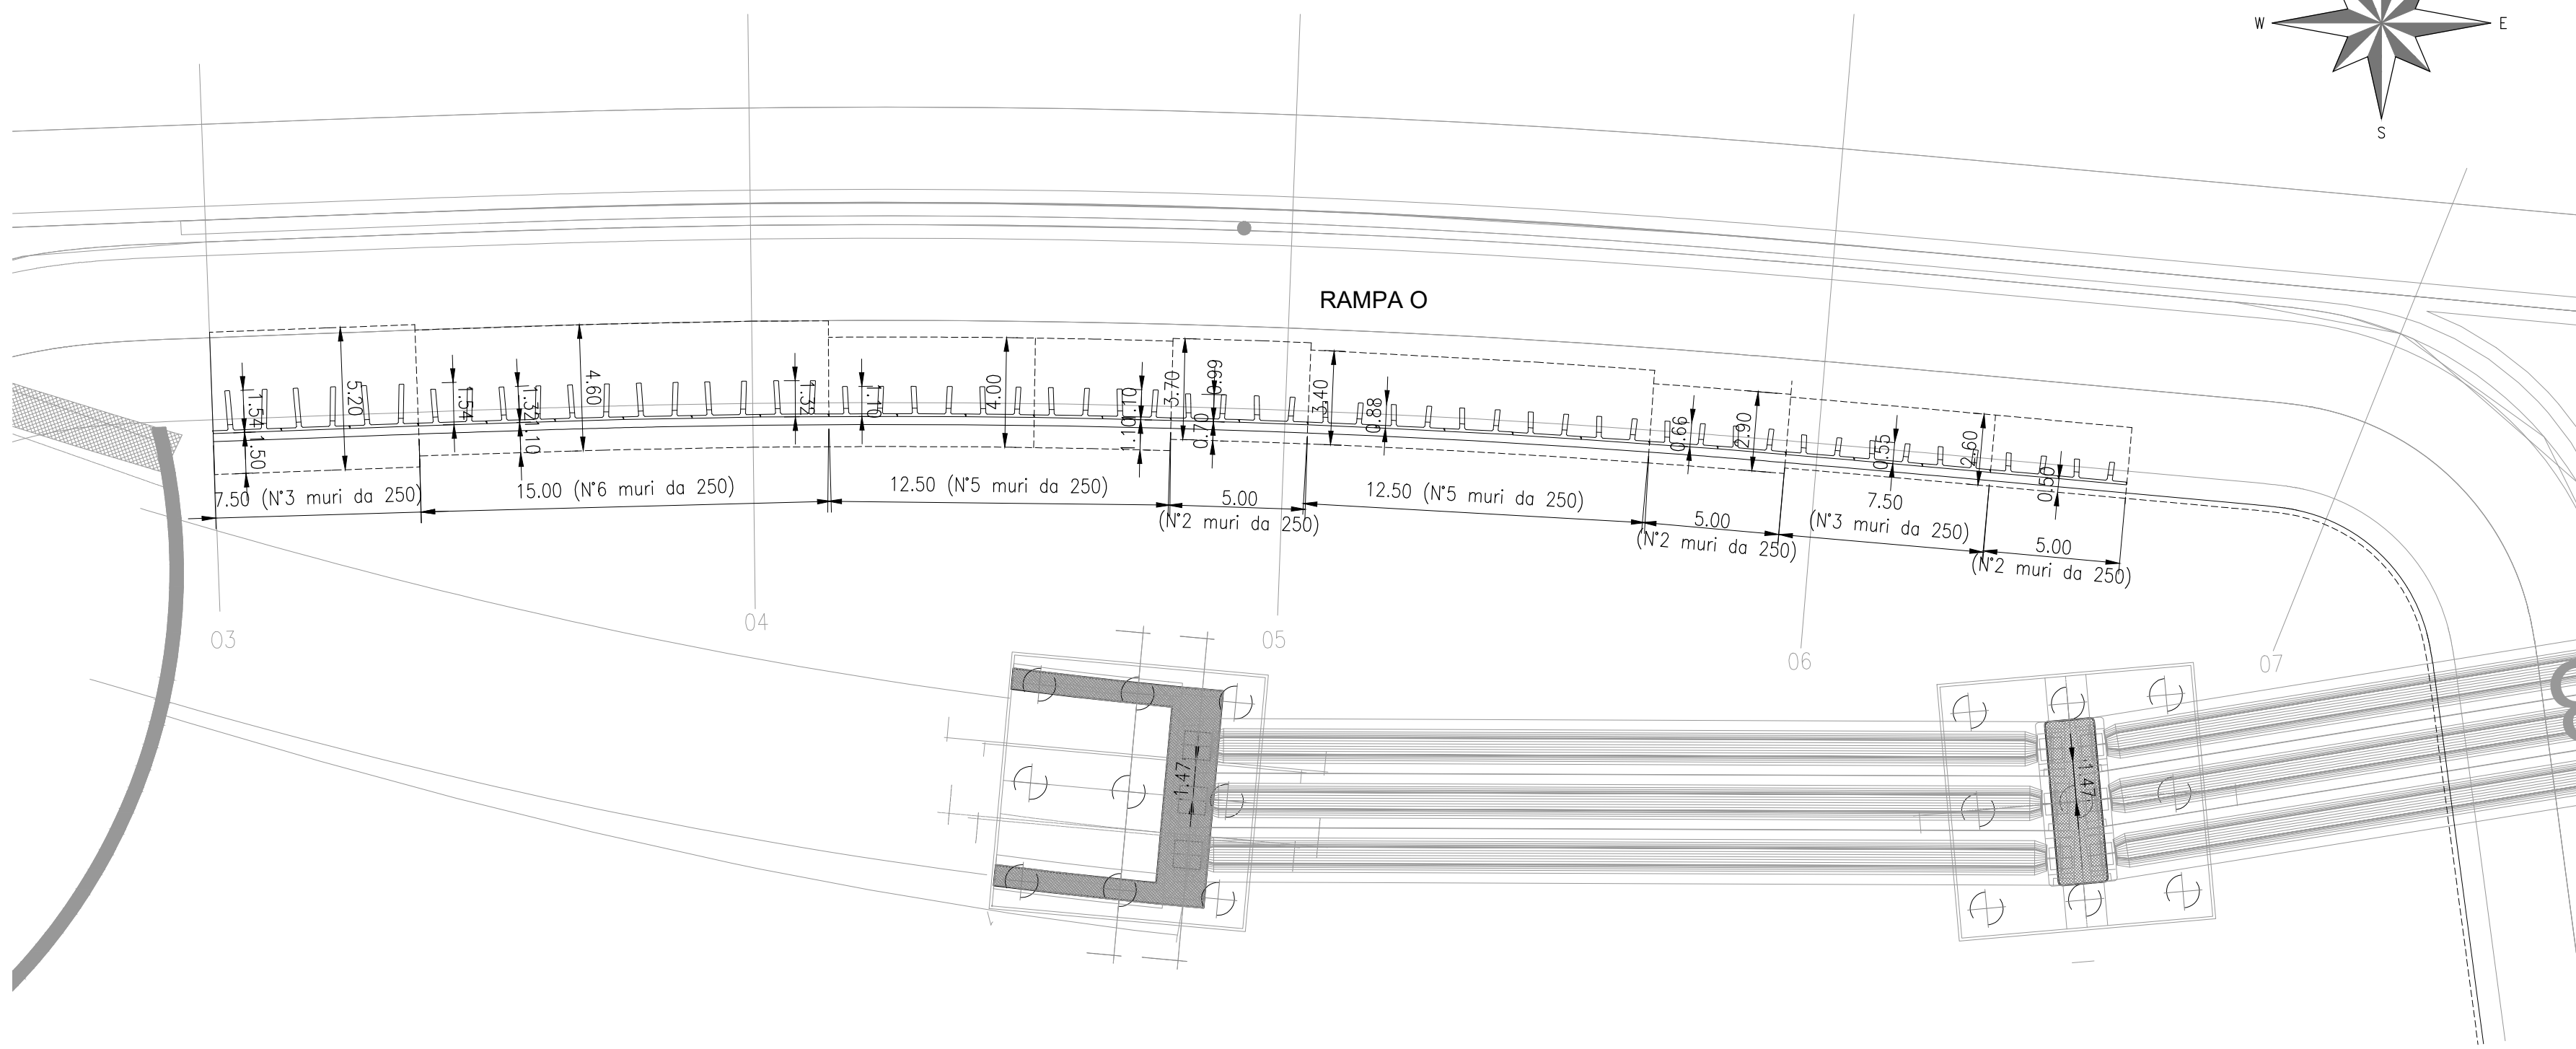 W
E
S
RAMPA O
1.54
1.50
5.20
1.54
1.32
1.10
4.60
1.32
1.10
4.00
1.10
1.10
3.70
0.99
0.70
3.40
0.88
0.66
2.90
0.55
2.60
0.50
7.50 (N°3 muri da 250)
15.00 (N°6 muri da 250)
12.50 (N°5 muri da 250)
5.00
(N°2 muri da 250)
12.50 (N°5 muri da 250)
5.00
(N°2 muri da 250)
7.50
(N°3 muri da 250)
5.00
(N°2 muri da 250)
03
04
05
06
07
1.47
1.47